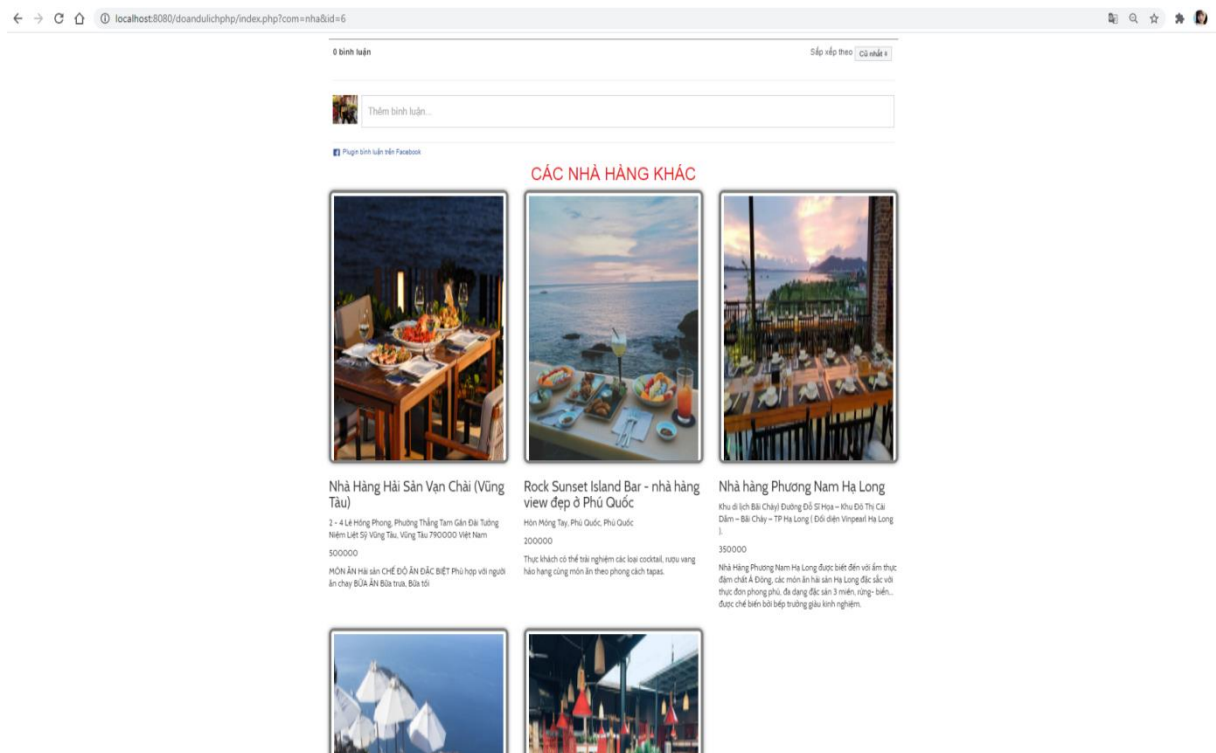 localhost:8080/doandulichphp/index.php?com=nha&id=6
0 bình luận
Sắp xếp theo Cũ nhất
Thêm bình luận...
Plugin bình luận trên Facebook
CÁC NHÀ HÀNG KHÁC
Nhà Hàng Hải Sản Vạn Chài (Vũng
Tàu)
2 - 4 Lê Hồng Phong, Phường Thắng Tam Gần Đài Tưởng
Niệm Liệt Sỹ Vũng Tàu, Vũng Tàu 790000 Việt Nam
500000
MÓN ĂN Hải sản CHẾ ĐỘ ĂN ĐẶC BIỆT Phù hợp với người
ăn chay BỮA ĂN Bữa trưa, Bữa tối
Rock Sunset Island Bar - nhà hàng
view đẹp ở Phú Quốc
Hòn Móng Tay, Phú Quốc, Phú Quốc
200000
Thực khách có thể trải nghiệm các loại cocktail, rượu vang
hảo hạng cùng món ăn theo phong cách tapas.
Nhà hàng Phương Nam Hạ Long
Khu di lịch Bãi Cháy) Đường Đỗ Sĩ Họa – Khu Đô Thị Cái
Dăm – Bãi Cháy – TP Hạ Long ( Đối diện Vinpearl Hạ Long
).
350000
Nhà Hàng Phương Nam Hạ Long được biết đến với ẩm thực
đậm chất Á Đông, các món ăn hải sản Hạ Long đặc sắc với
thực đơn phong phú, đa dạng đặc sản 3 miền, rừng- biển...
được chế biến bởi bếp trưởng giàu kinh nghiệm.